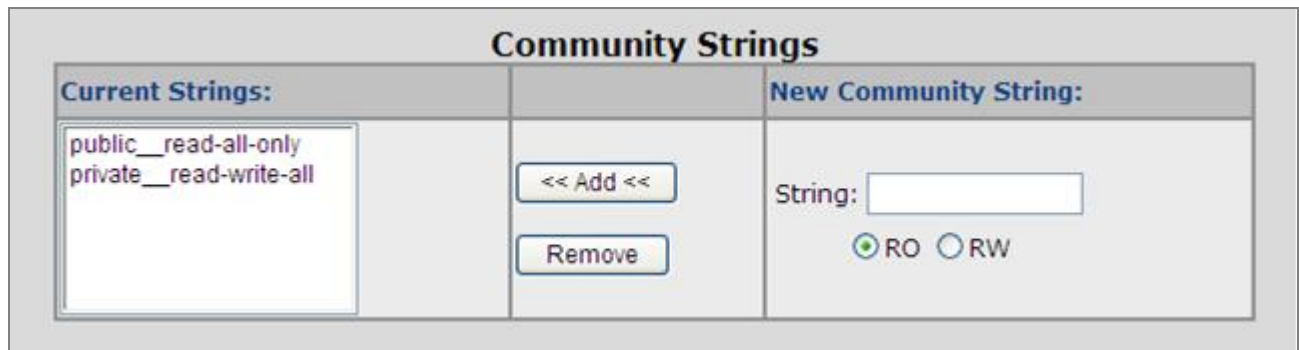 Community Strings
Current Strings:
New Community String:
public__read-all-only
private__read-write-all
<< Add <<
Remove
String:
RO RW